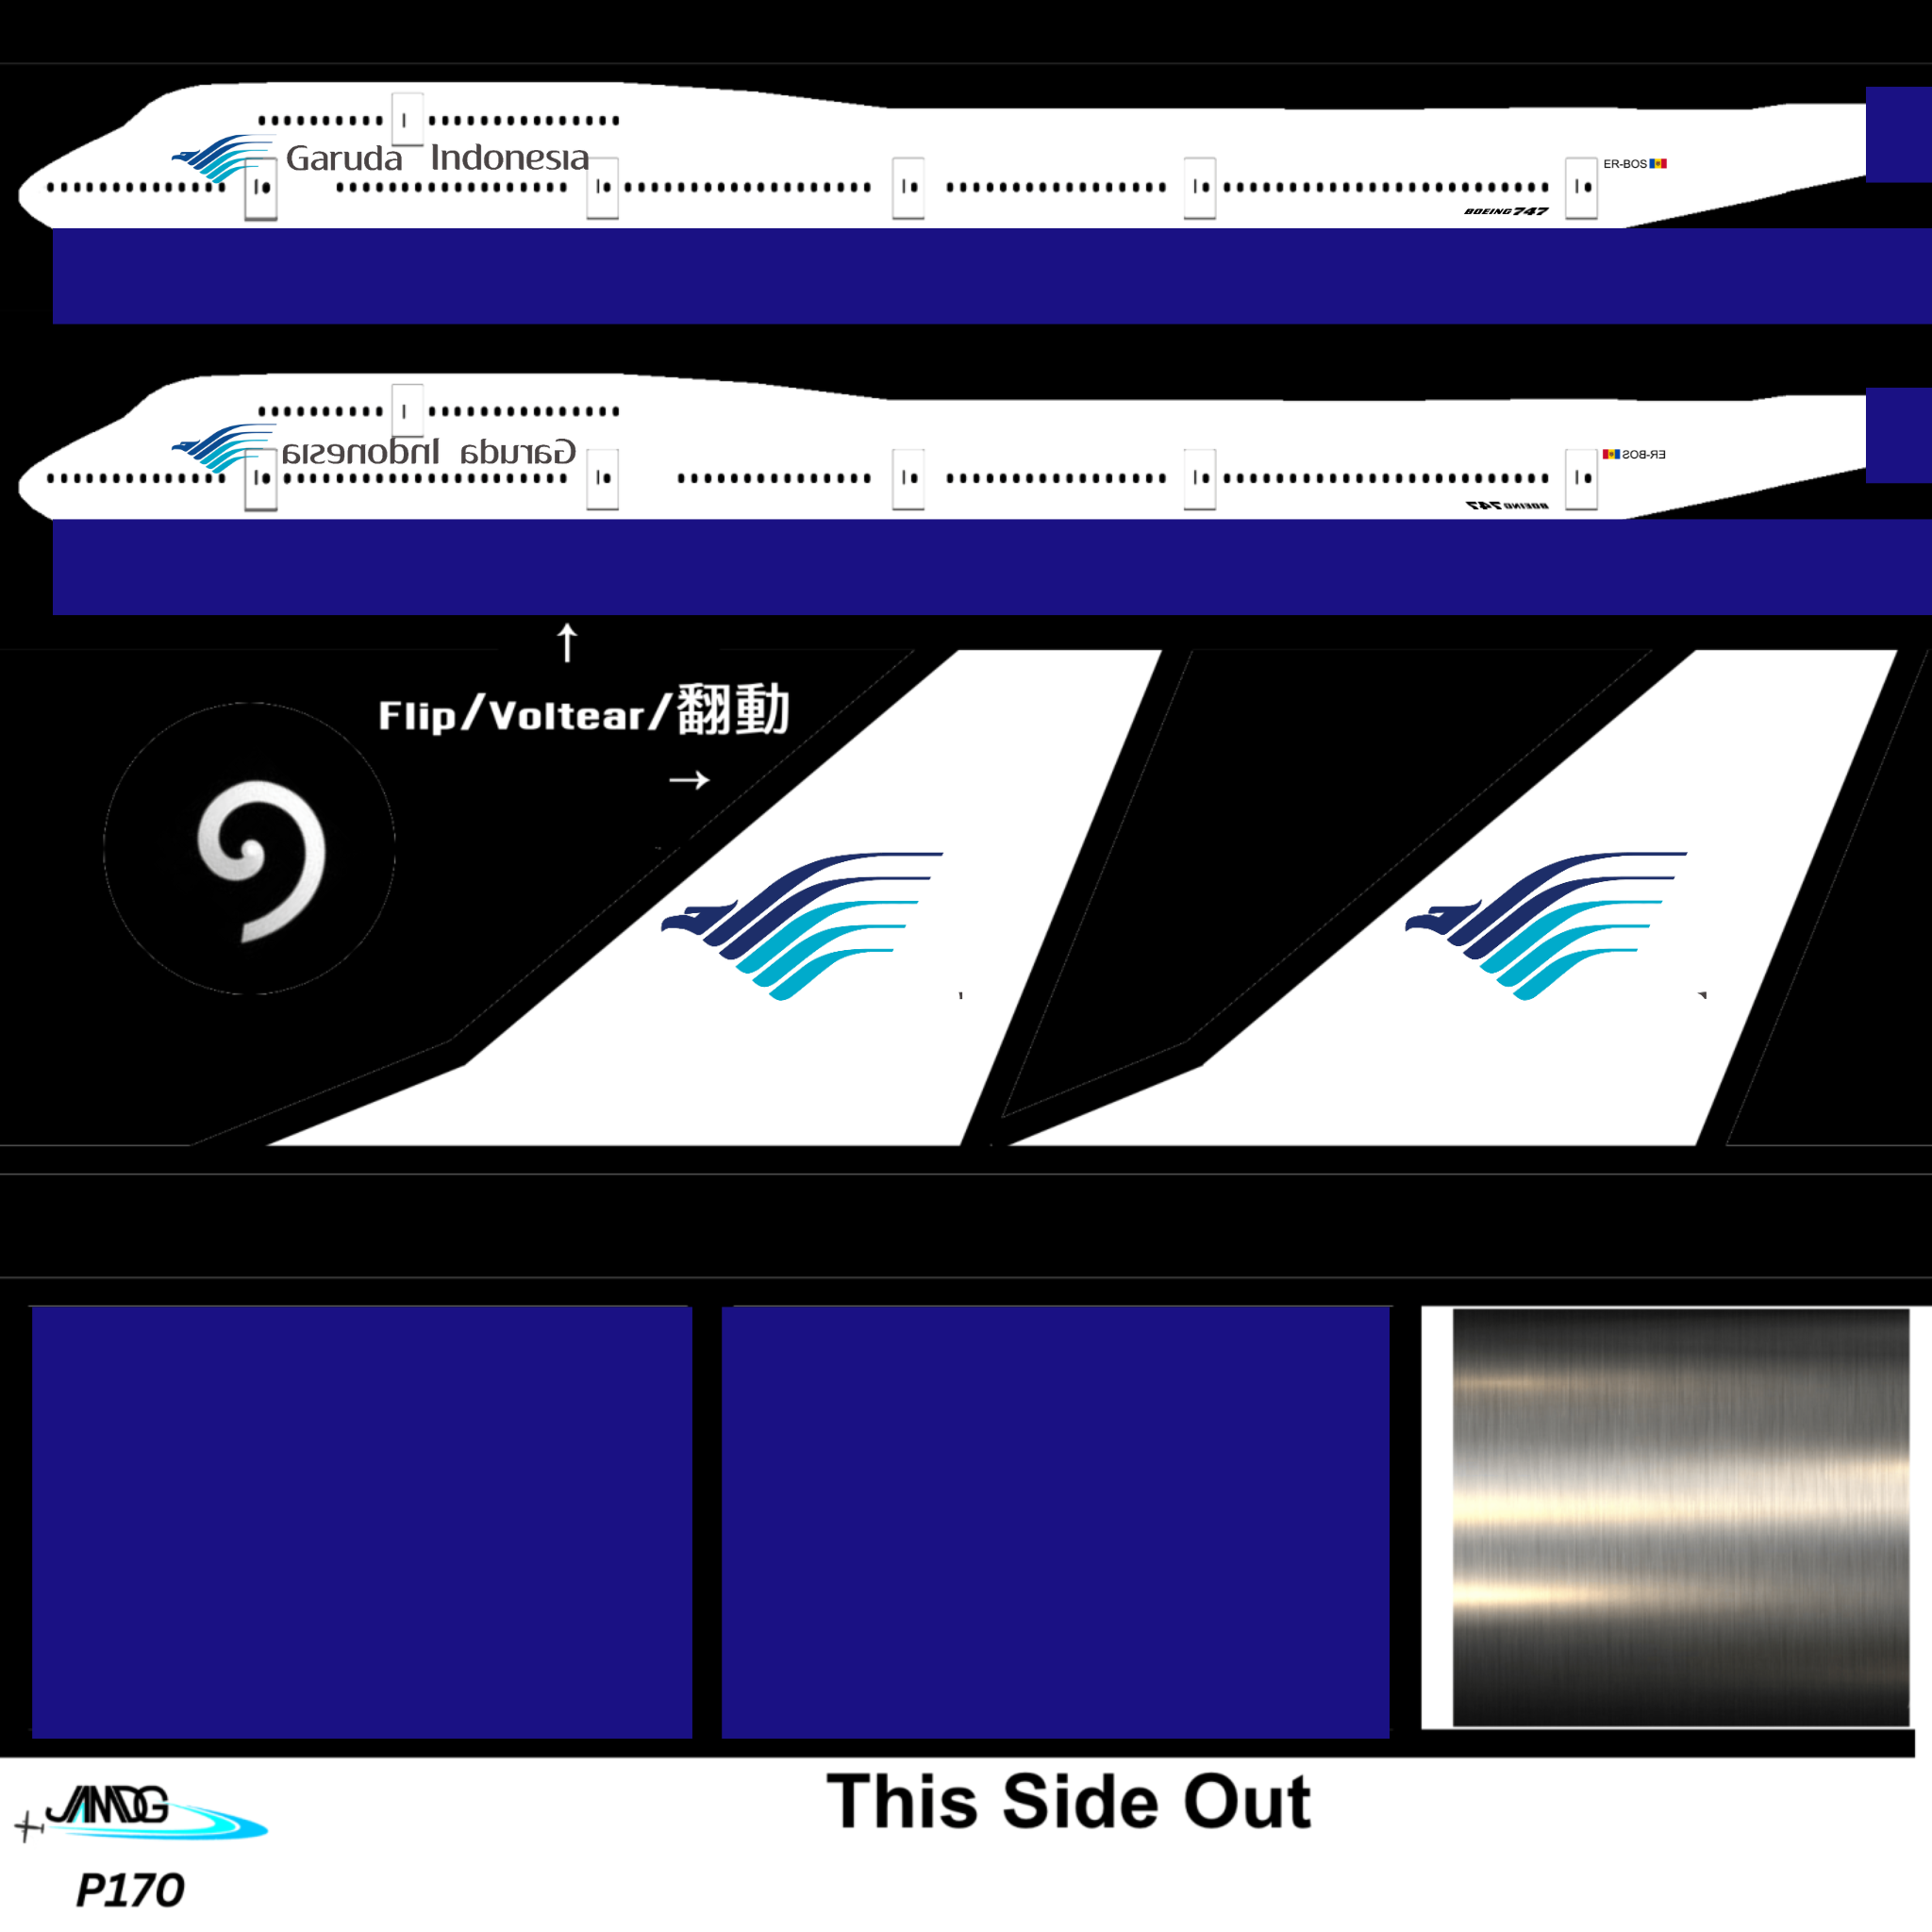 Garuda Indonesia
ER-BOS
BOEING 747
Garuda Indonesia
ER-BOS
BOEING 747
↑
Flip/Voltear/翻動
→
This Side Out
JAMDG
P170